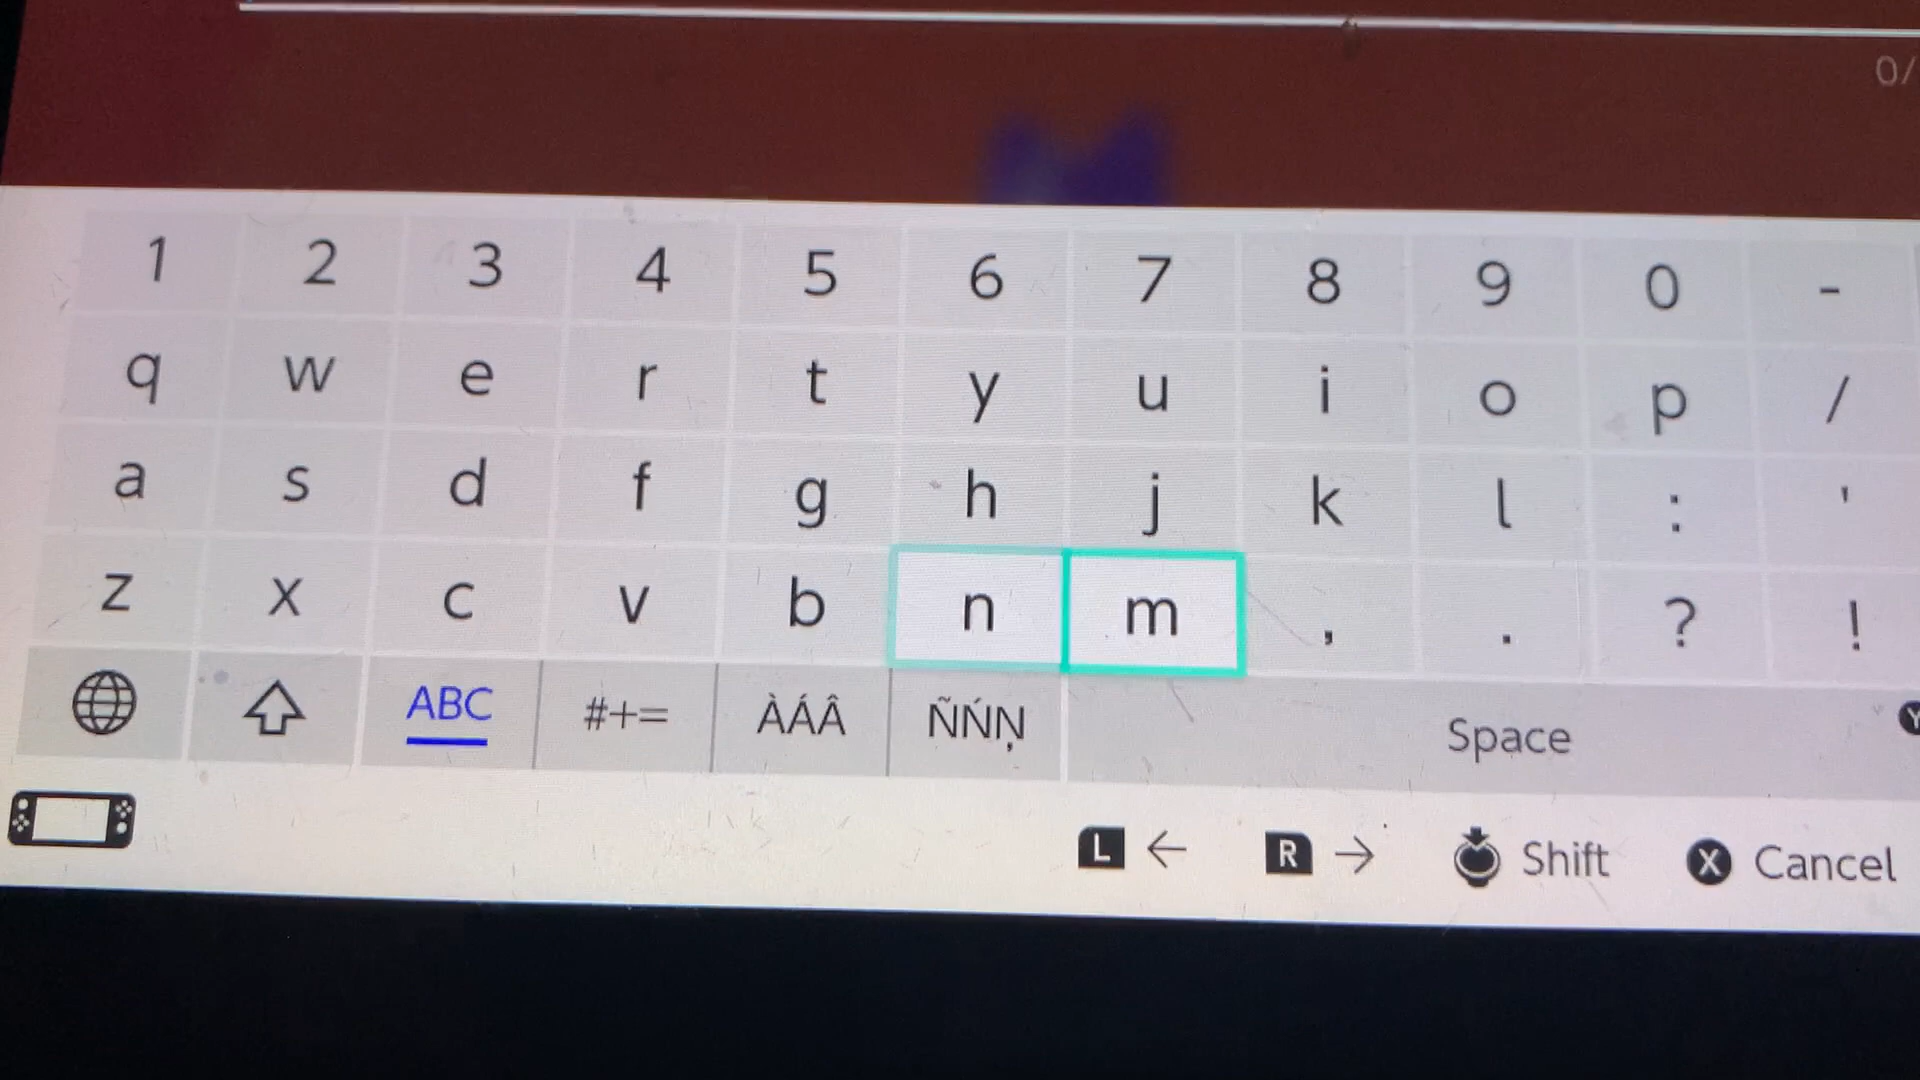 0/
1 2 3 4 5 6 7 8 9 0 -
q w e r t y u i o p /
a s d f g h j k l : '
z x c v b n m , . ? !
ABC #+= ÀÁÂ ÑŃŅ Space Y
L ← R → Shift X Cancel